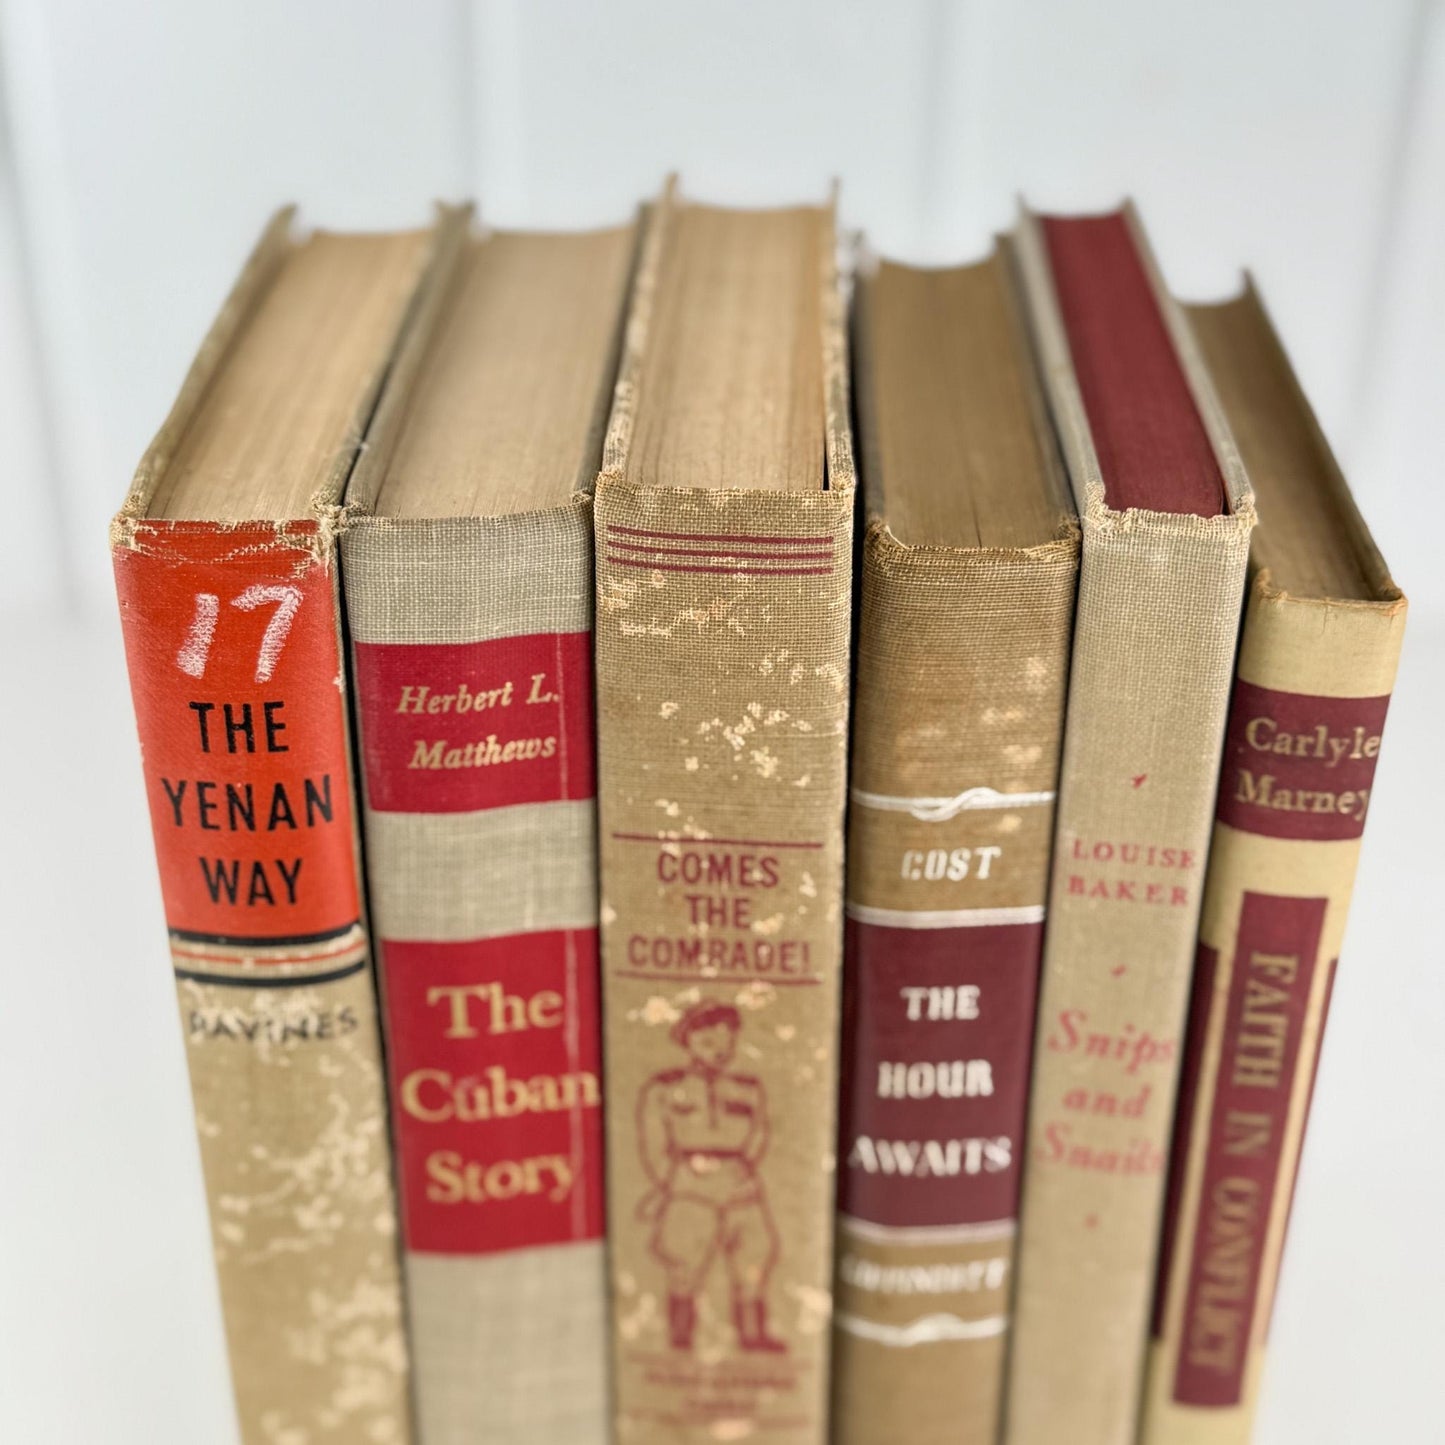 17
THE
YENAN
WAY
DAVINES
Herbert L.
Matthews
The
Cuban
Story
COMES
THE
COMRADE!
COST
THE
HOUR
AWAITS
LOUISE
BAKER
Snips
and
Snails
Carlyle
Marney
FAITH IN CONFLICT